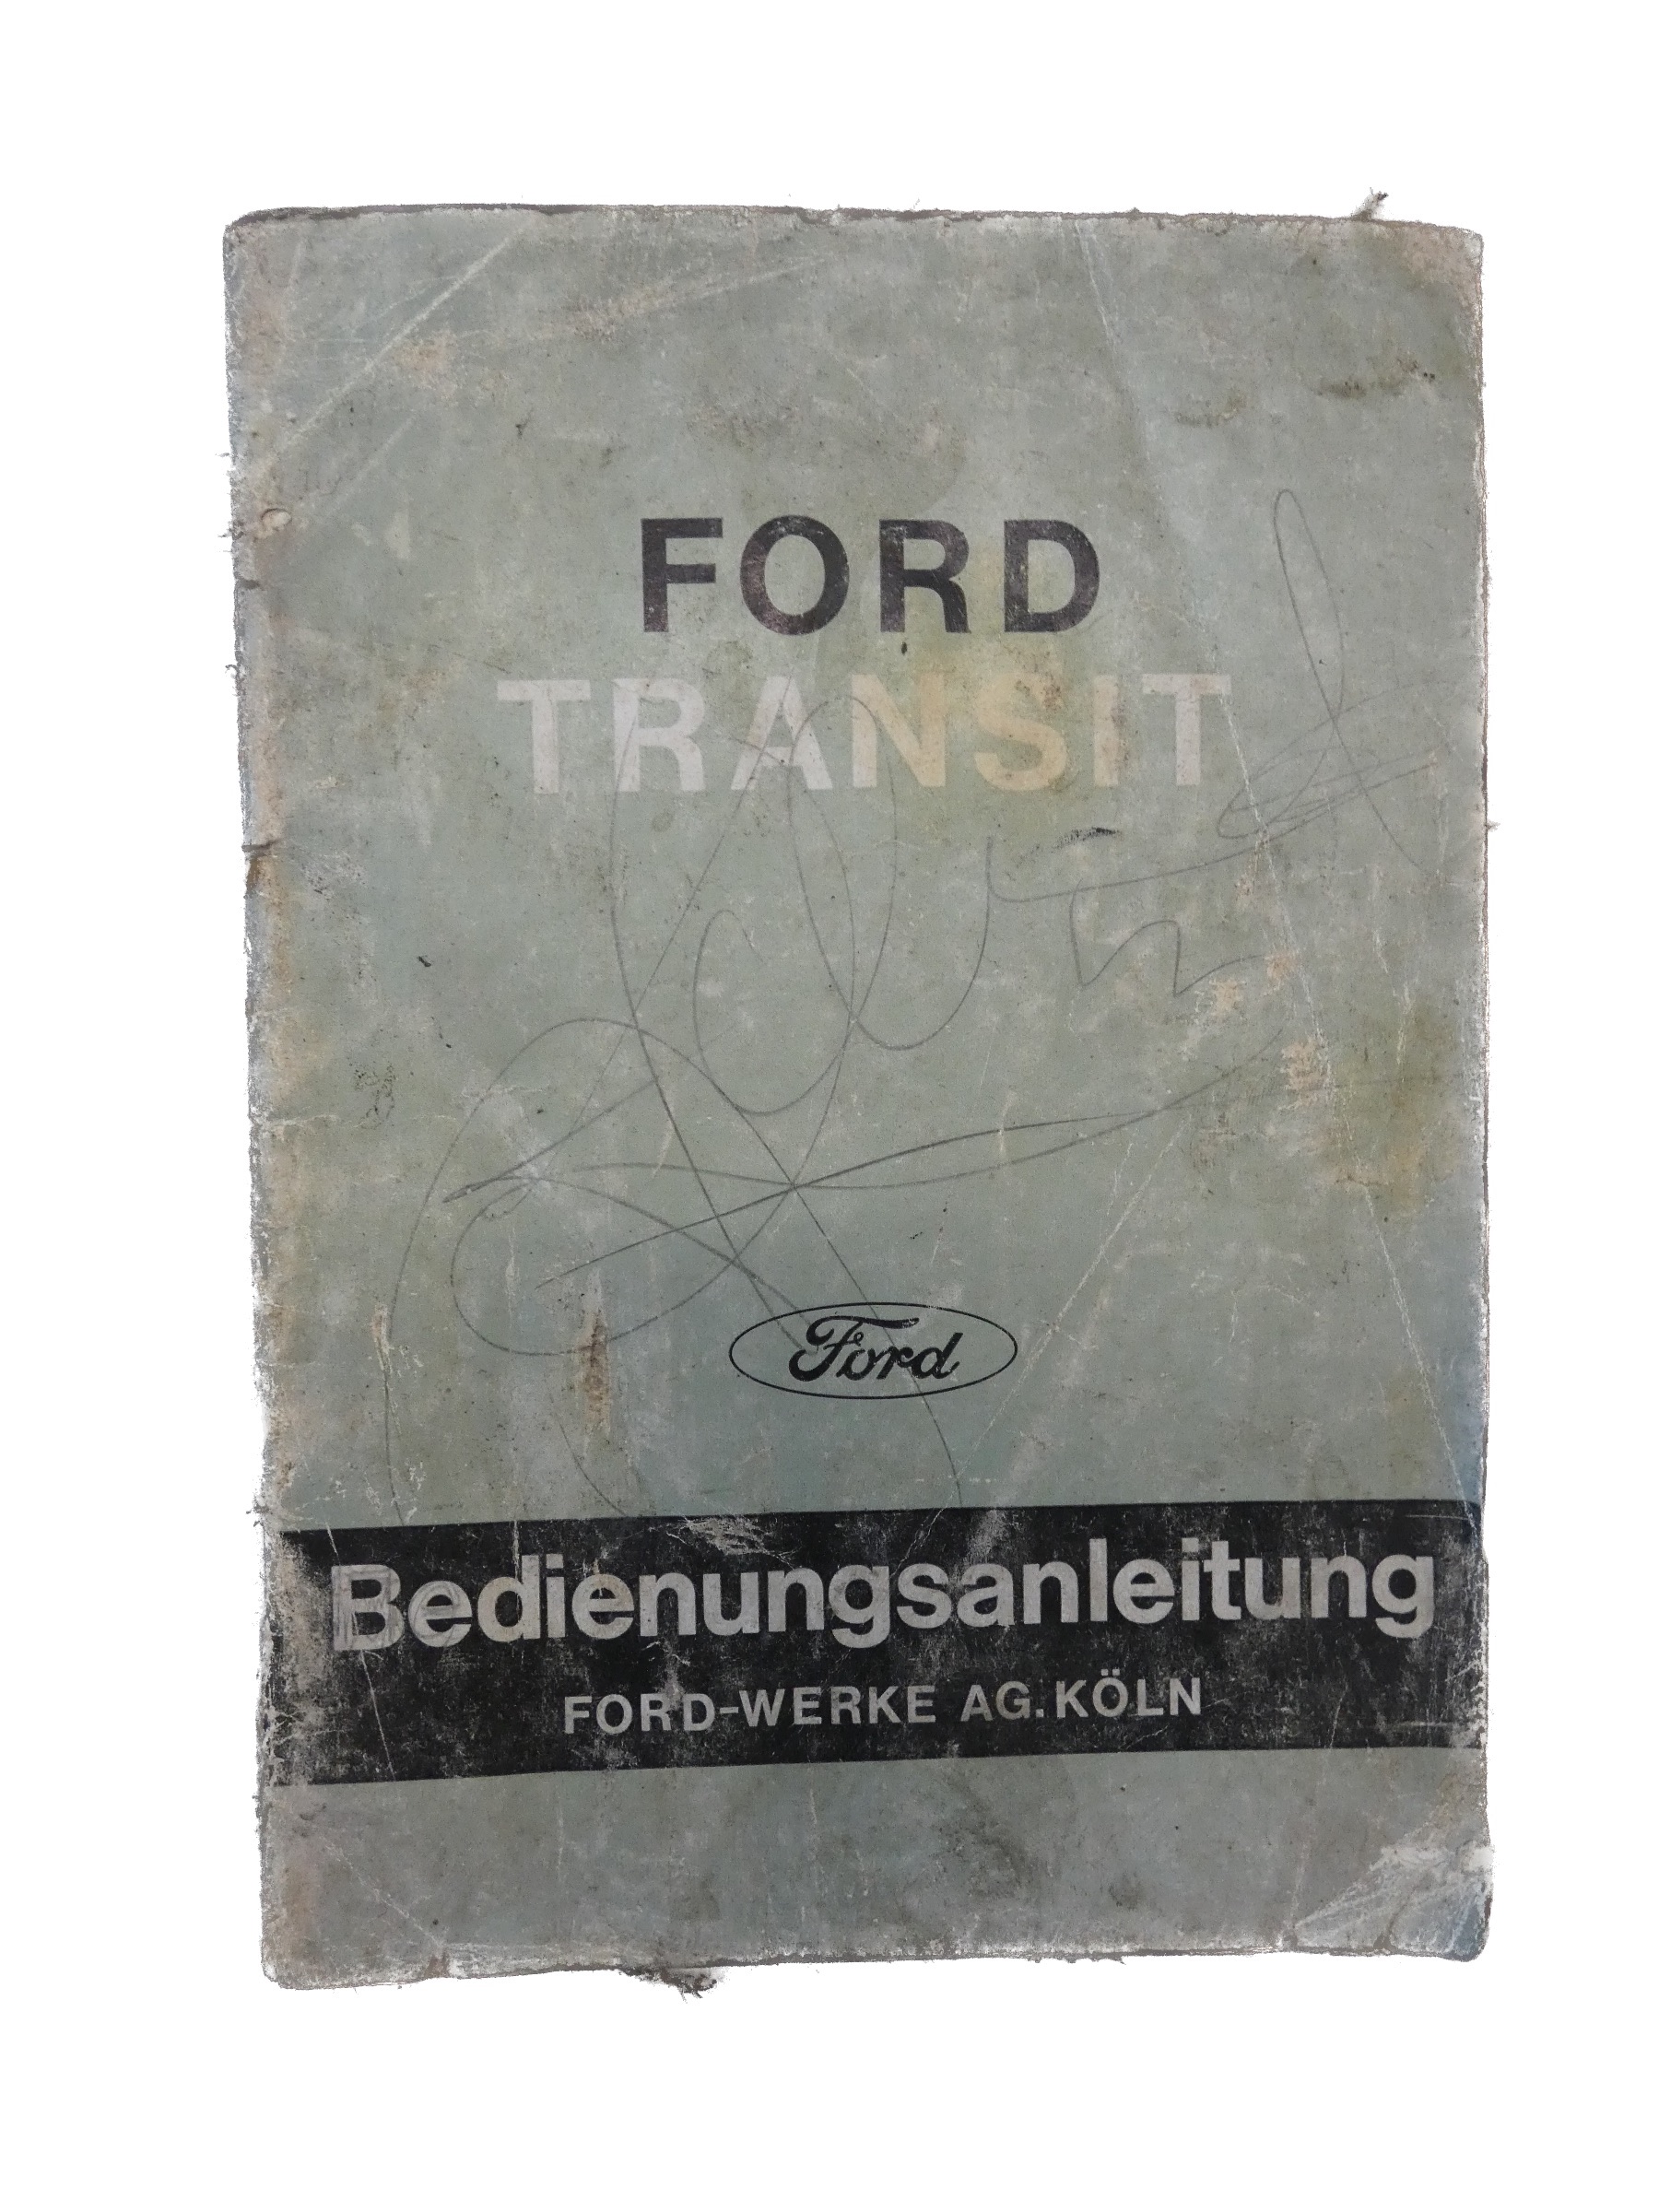 FORD
TRANSIT
Ford
Bedienungsanleitung
FORD-WERKE AG. KÖLN